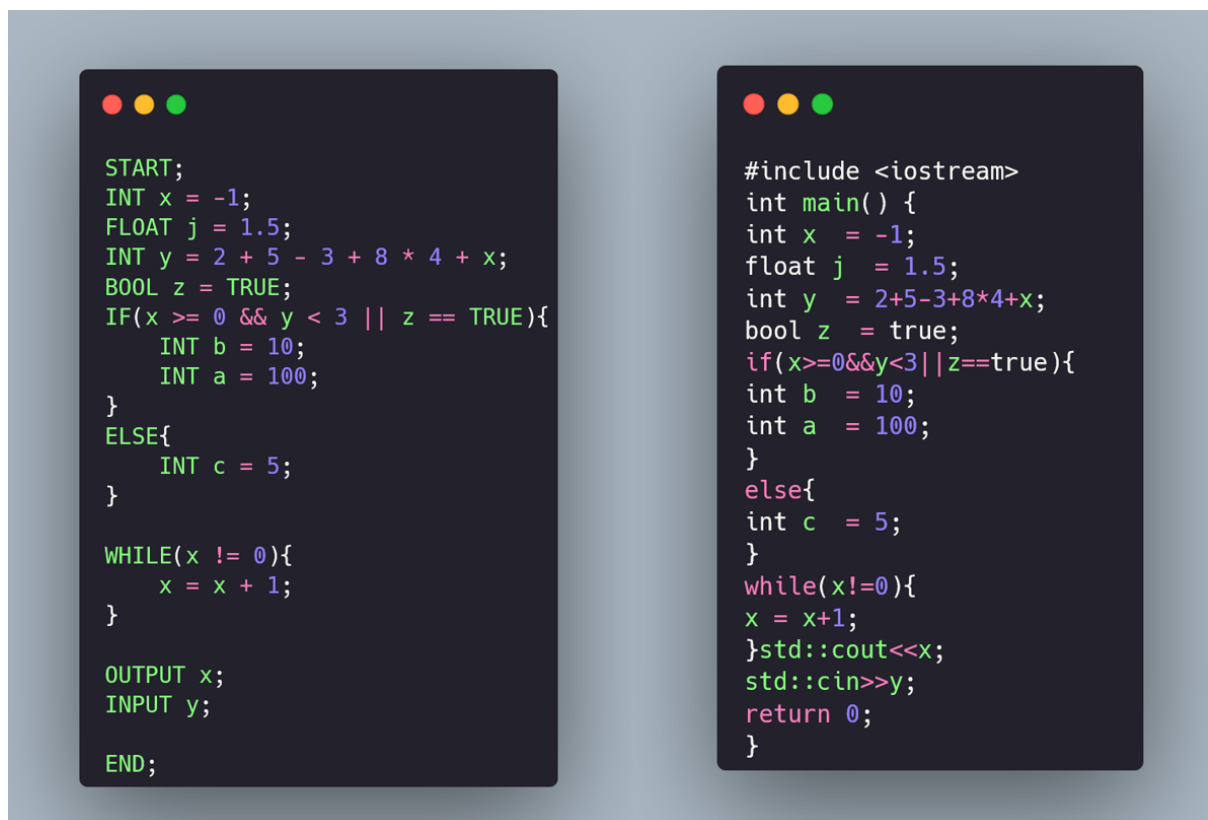 START;
INT x = -1;
FLOAT j = 1.5;
INT y = 2 + 5 - 3 + 8 * 4 + x;
BOOL z = TRUE;
IF(x >= 0 && y < 3 || z == TRUE){
    INT b = 10;
    INT a = 100;
}
ELSE{
    INT c = 5;
}

WHILE(x != 0){
    x = x + 1;
}

OUTPUT x;
INPUT y;

END;

#include <iostream>
int main() {
int x  = -1;
float j  = 1.5;
int y  = 2+5-3+8*4+x;
bool z  = true;
if(x>=0&&y<3||z==true){
int b  = 10;
int a  = 100;
}
else{
int c  = 5;
}
while(x!=0){
x = x+1;
}std::cout<<x;
std::cin>>y;
return 0;
}